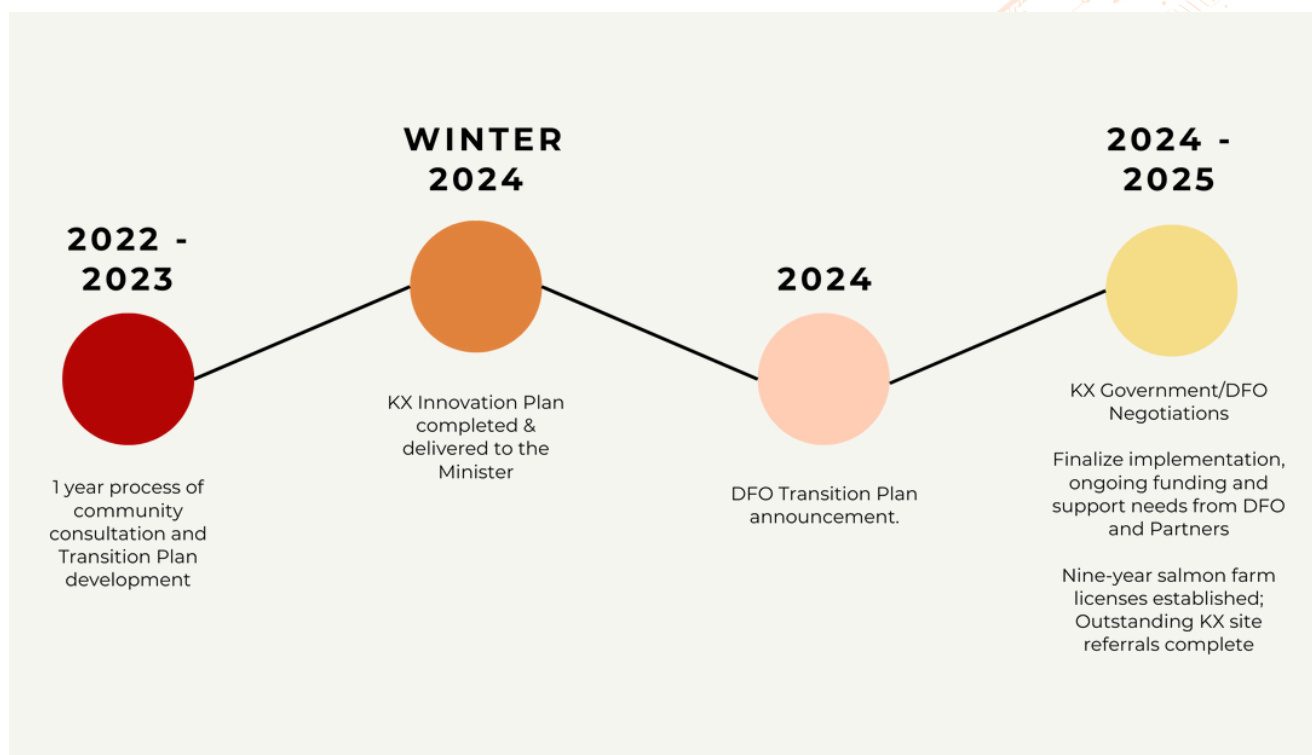 2022 -
2023
1 year process of
community
consultation and
Transition Plan
development
WINTER
2024
KX Innovation Plan
completed &
delivered to the
Minister
2024
DFO Transition Plan
announcement.
2024 -
2025
KX Government/DFO
Negotiations
Finalize implementation,
ongoing funding and
support needs from DFO
and Partners
Nine-year salmon farm
licenses established;
Outstanding KX site
referrals complete